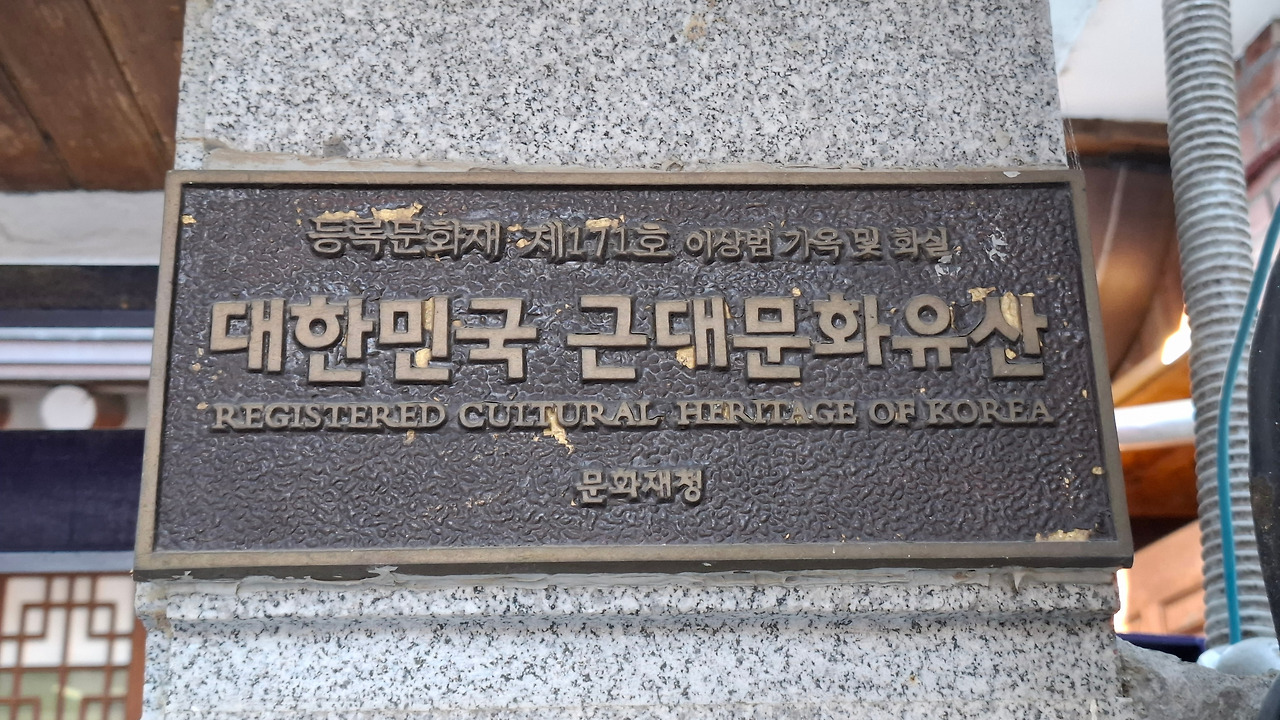 등록문화재 제171호 이상범 가옥 및 화실
대한민국 근대문화유산
REGISTERED CULTURAL HERITAGE OF KOREA
문화재청